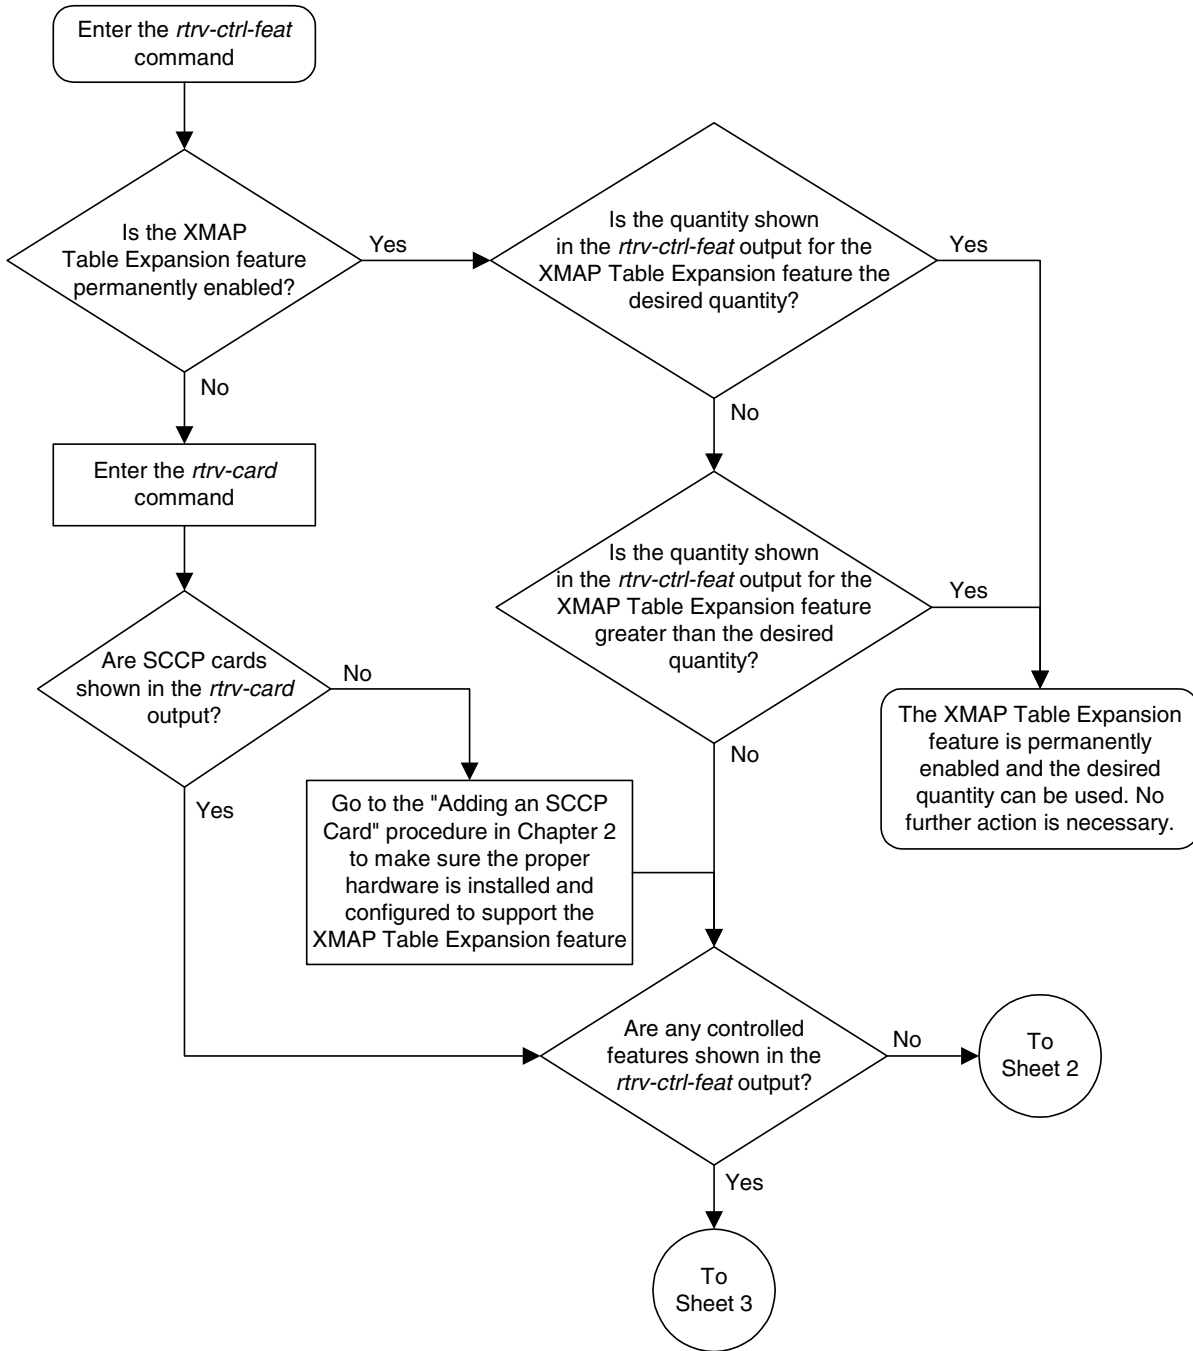 Enter the rtrv-ctrl-feat
command
Is the XMAP
Table Expansion feature
permanently enabled?
Yes
No
Is the quantity shown
in the rtrv-ctrl-feat output for the
XMAP Table Expansion feature the
desired quantity?
Yes
No
Enter the rtrv-card
command
Is the quantity shown
in the rtrv-ctrl-feat output for the
XMAP Table Expansion feature
greater than the desired
quantity?
Yes
No
Are SCCP cards
shown in the rtrv-card
output?
No
Yes
The XMAP Table Expansion
feature is permanently
enabled and the desired
quantity can be used. No
further action is necessary.
Go to the "Adding an SCCP
Card" procedure in Chapter 2
to make sure the proper
hardware is installed and
configured to support the
XMAP Table Expansion feature
Are any controlled
features shown in the
rtrv-ctrl-feat output?
No
Yes
To
Sheet 2
To
Sheet 3